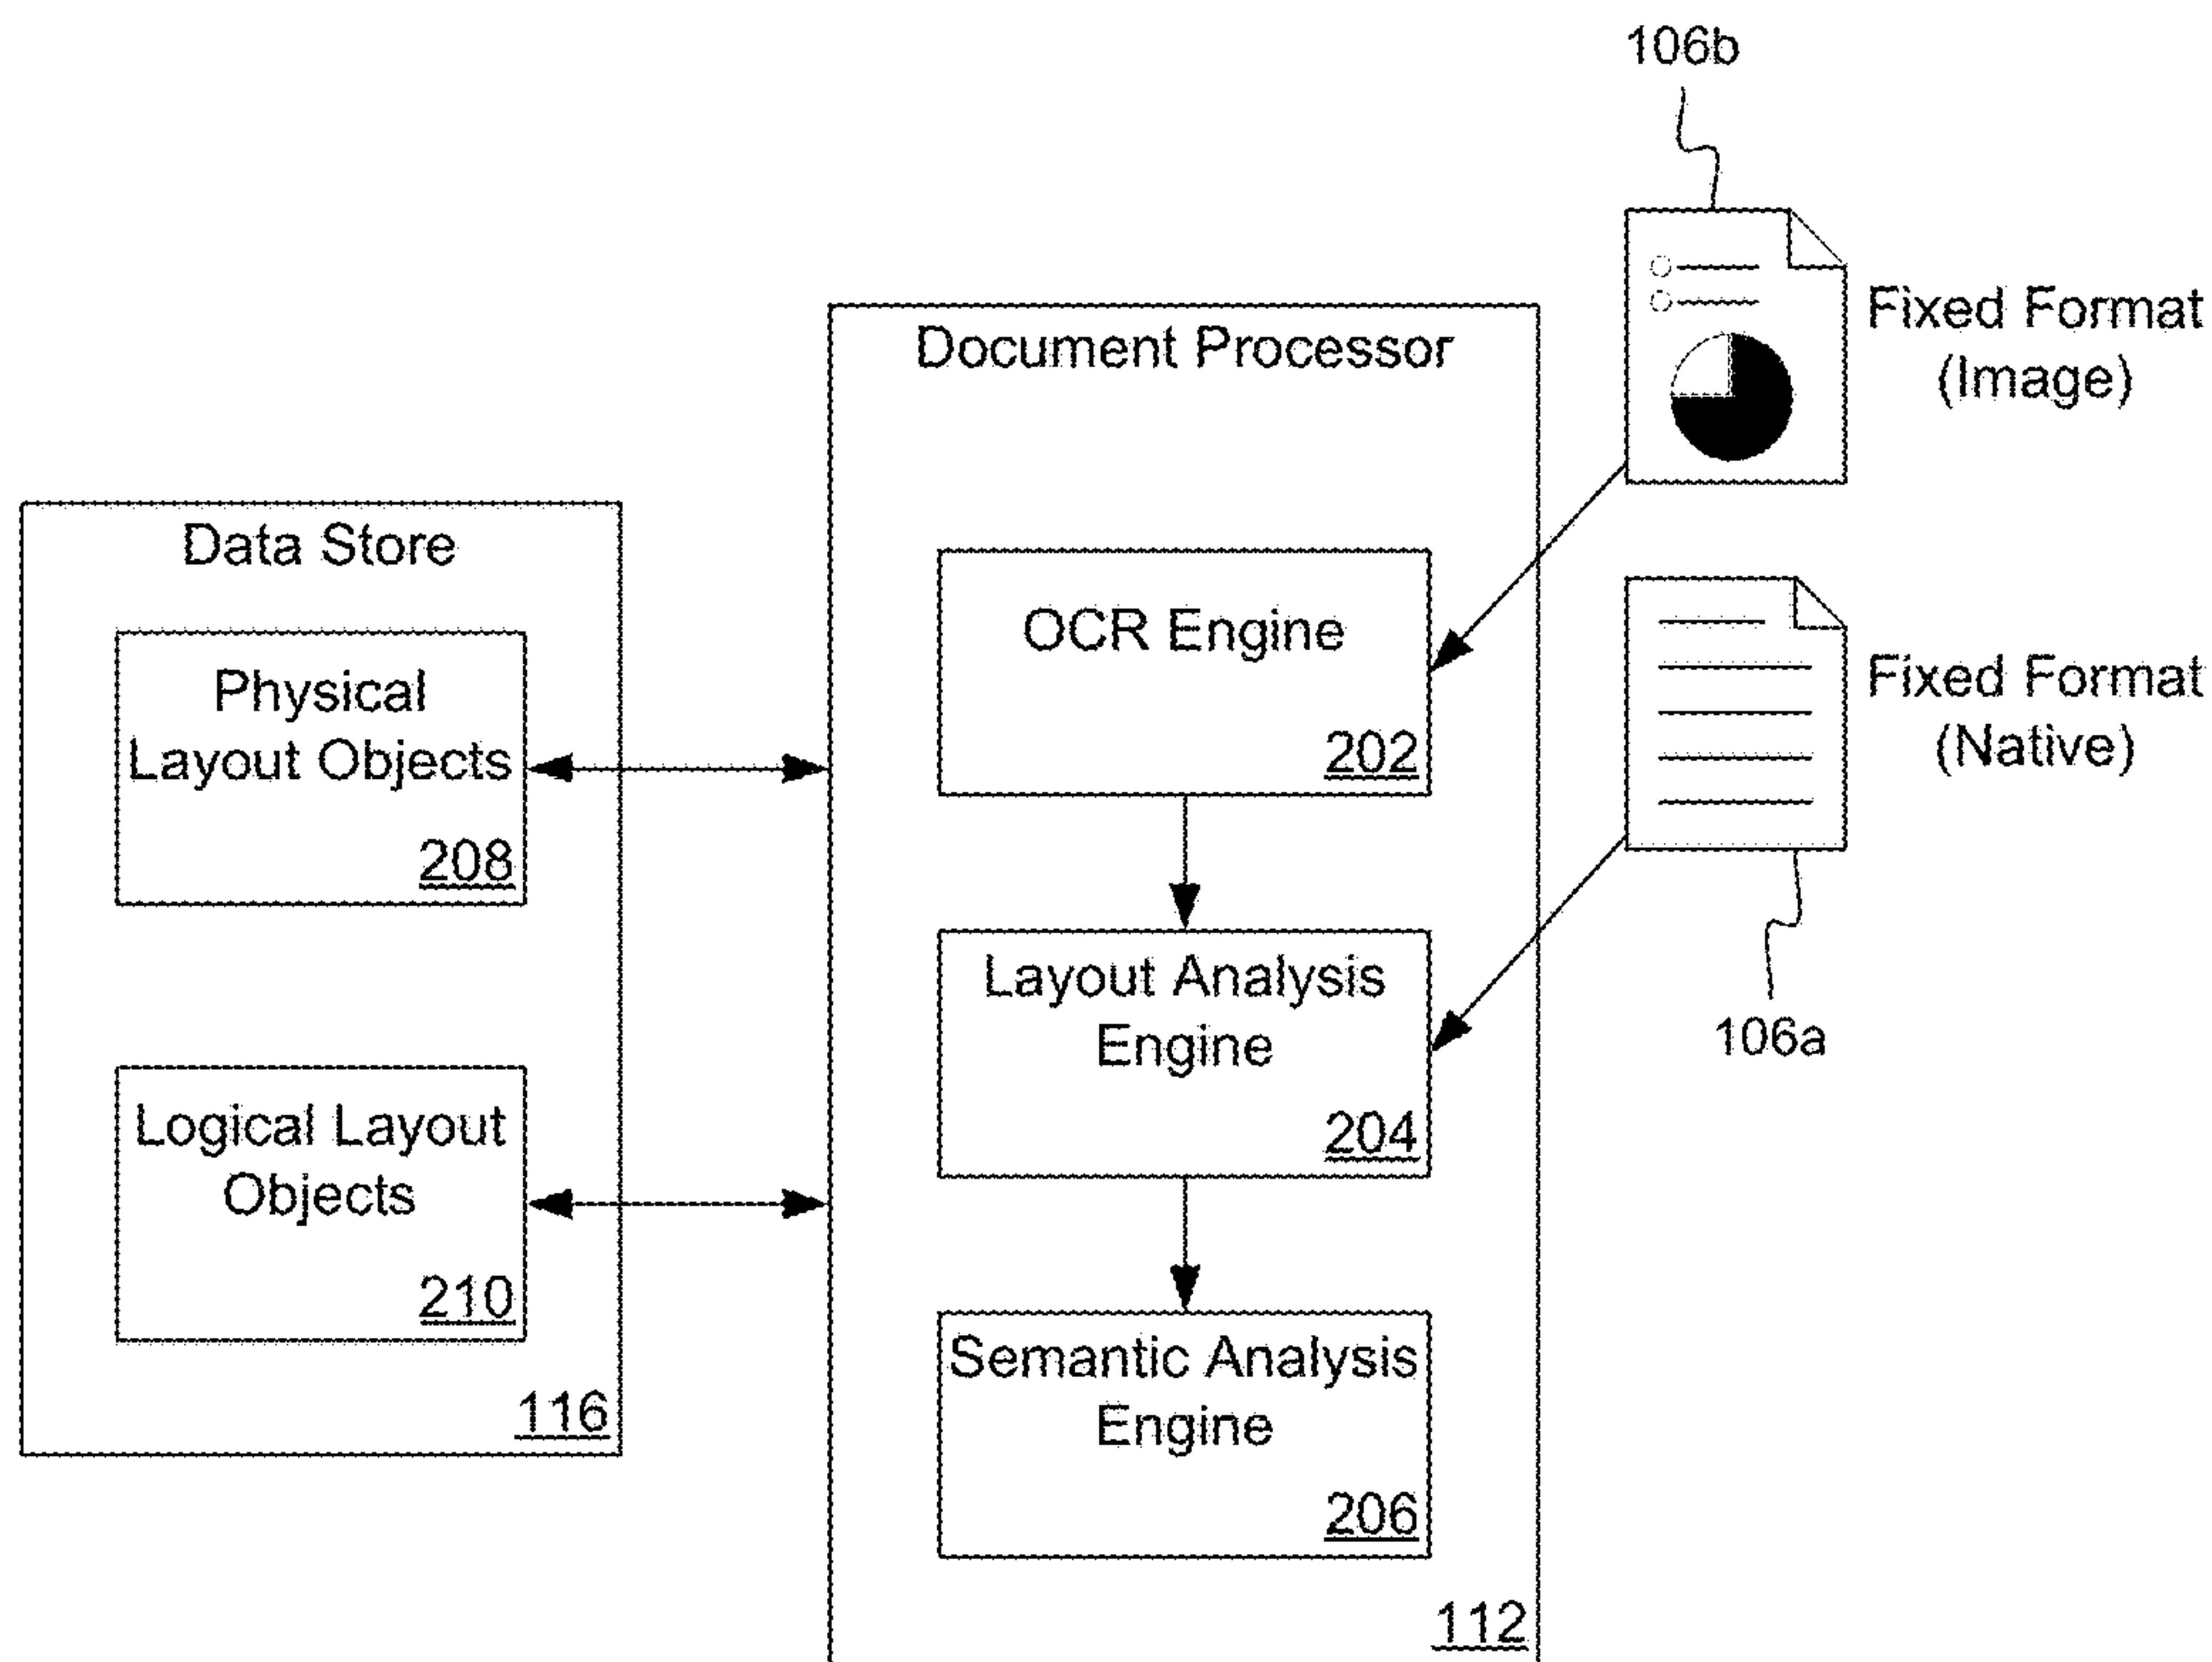 106b
Fixed Format
(Image)
Document Processor
Data Store
OCR Engine
202
Physical
Layout Objects
208
Fixed Format
(Native)
106a
Layout Analysis
Engine
204
Logical Layout
Objects
210
Semantic Analysis
Engine
206
116
112